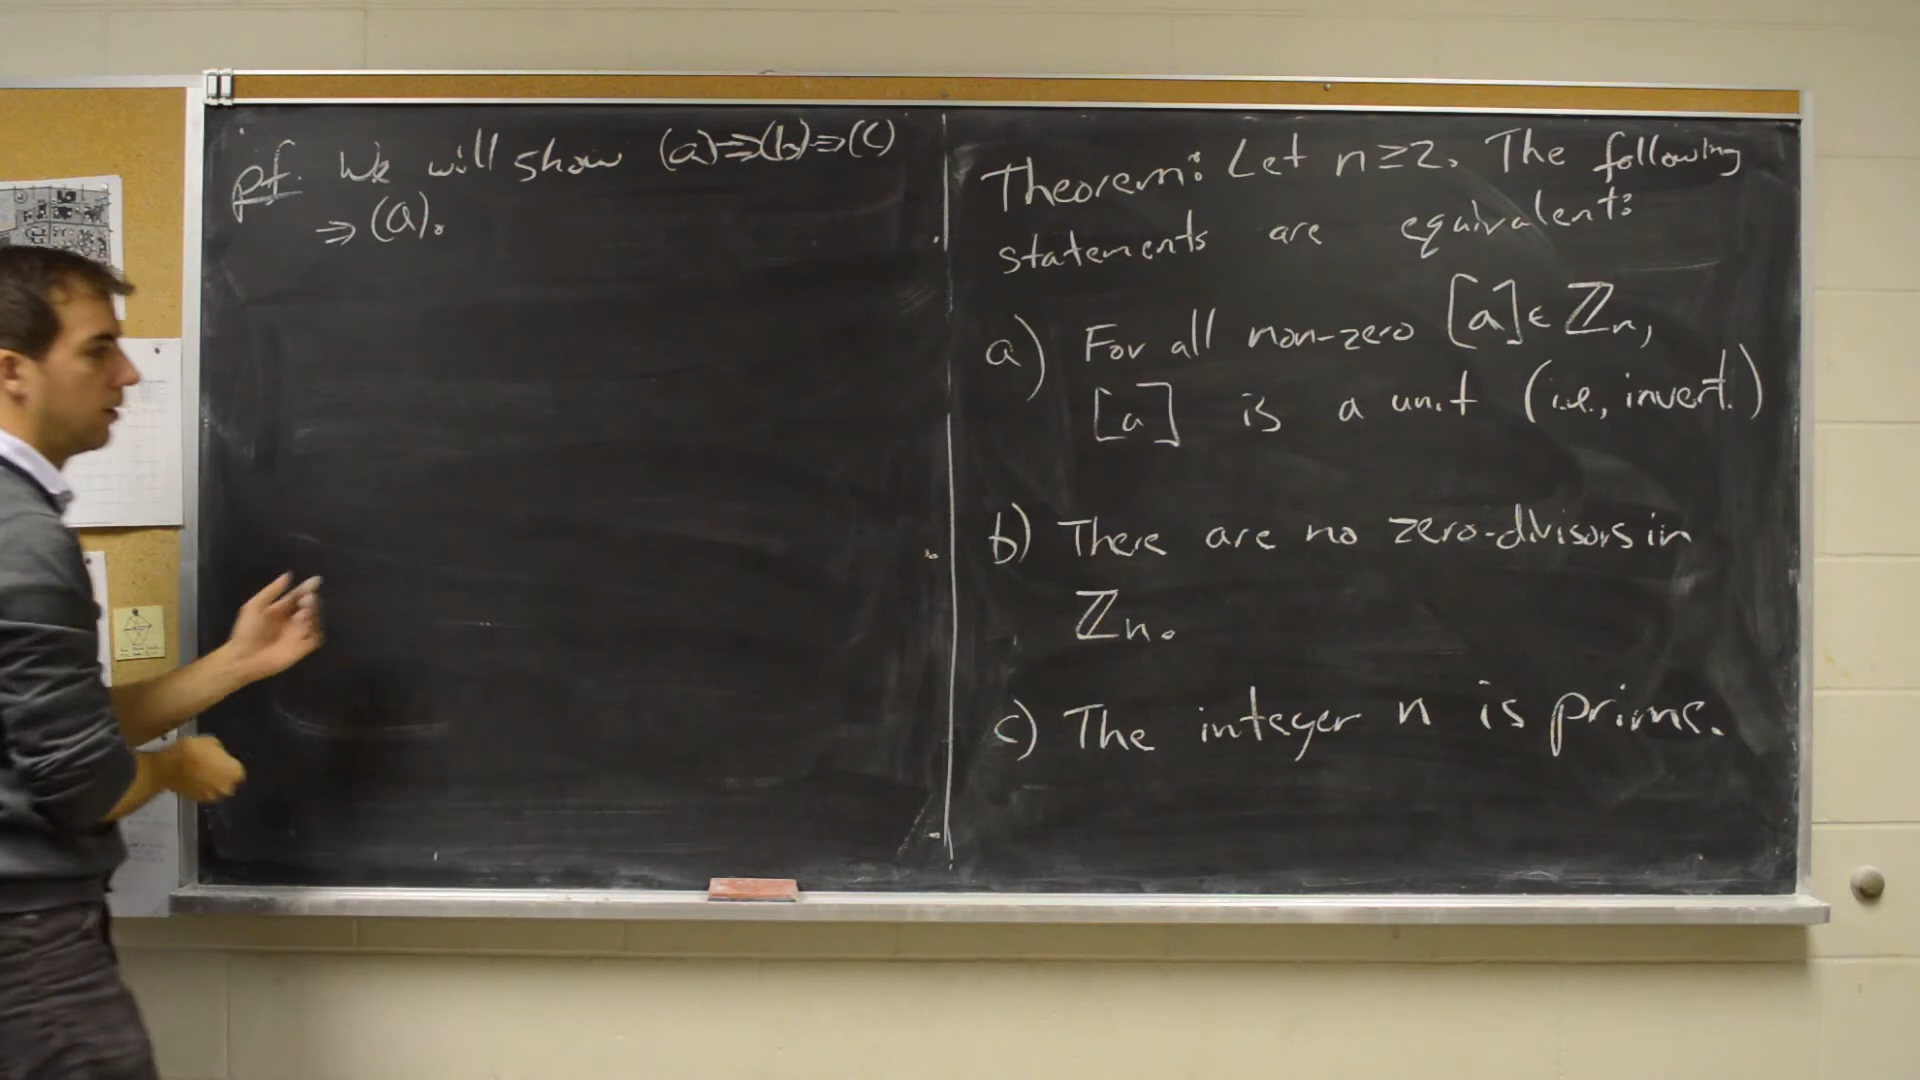 pf. We will show (a)⇒(b)⇒(c)
⇒(a).
Theorem: Let n≥2. The following
statements are equivalent:
a) For all non-zero [a]∈ ℤn,
[a] is a unit (i.e., invert.)
b) There are no zero-divisors in
ℤn.
c) The integer n is prime.